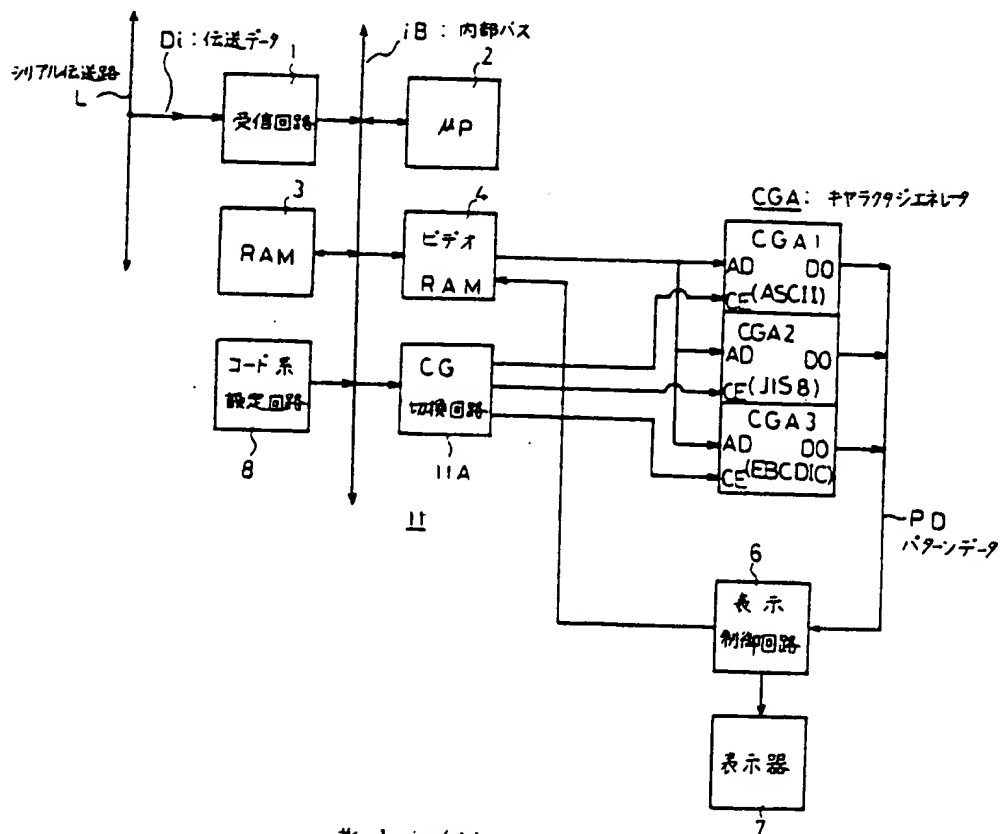 Di:伝送データ
iB:内部バス
シリアル伝送路
L
1
受信回路
2
μP
3
RAM
4
ビデオ
RAM
CGA: キャラクタジェネレータ
CGA1
AD DO
CE(ASCII)
CGA2
AD DO
CE(JIS8)
CGA3
AD DO
CE(EBCDIC)
コード系
設定回路
8
CG
切換回路
11A
11
PD
パターンデータ
6
表示
制御回路
表示器
7